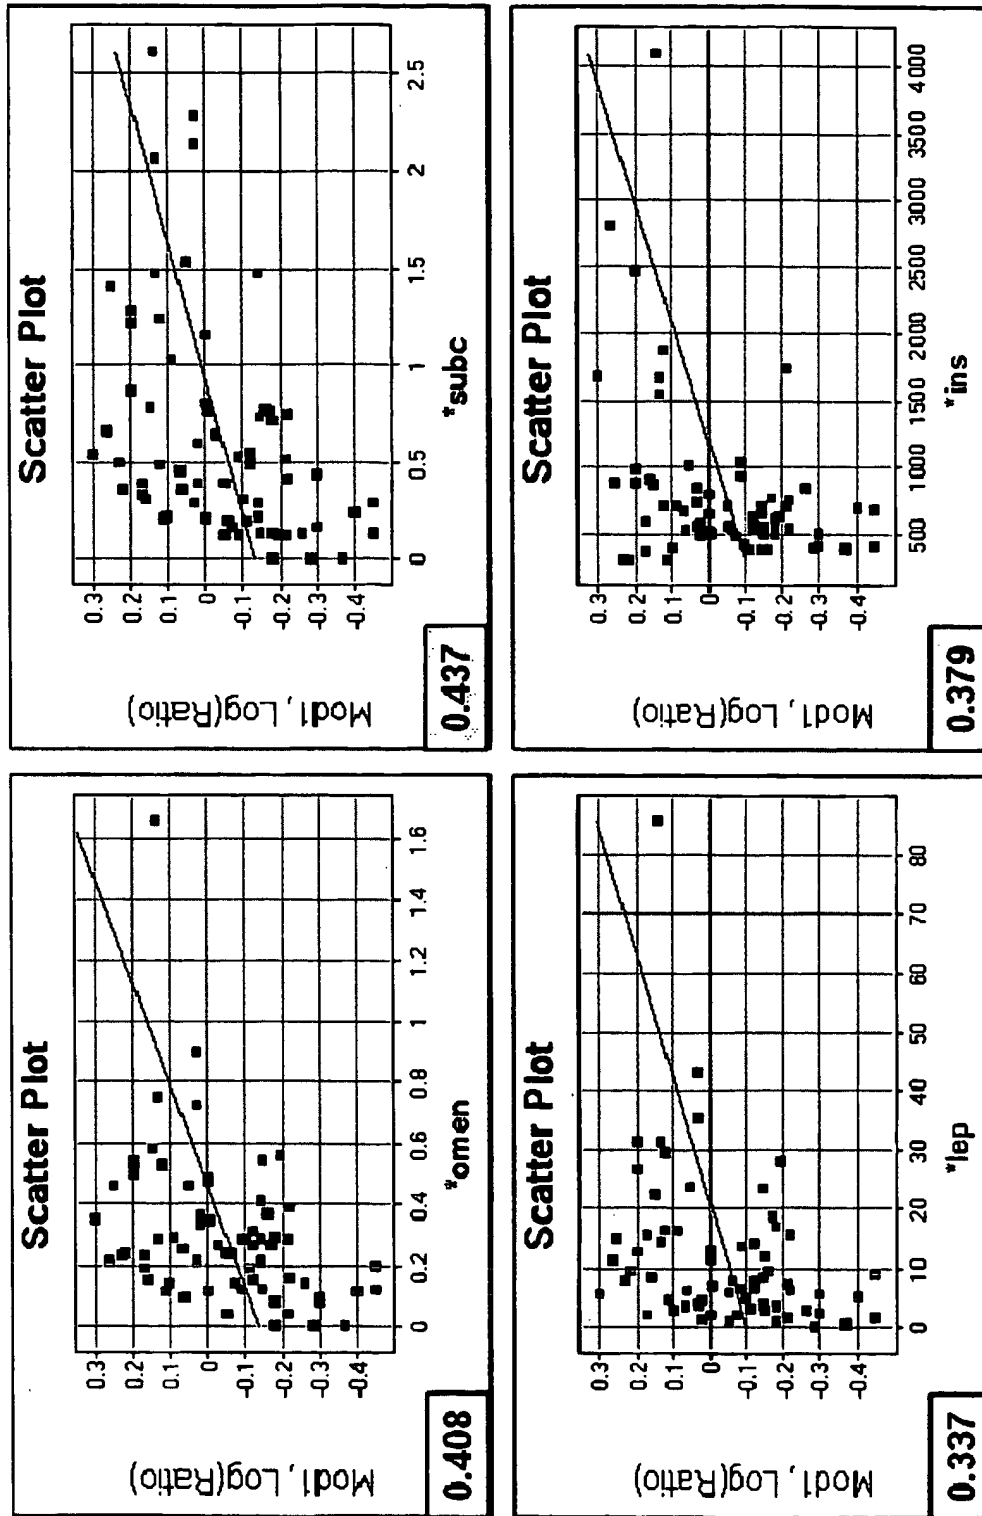 Scatter Plot
Mod1, Log(Ratio)
0.3
0.2
0.1
0
-0.1
-0.2
-0.3
-0.4
0 0.2 0.4 0.6 0.8 1 1.2 1.4 1.6
*omen
0.408
Scatter Plot
Mod1, Log(Ratio)
0.3
0.2
0.1
0
-0.1
-0.2
-0.3
-0.4
0 0.5 1 1.5 2 2.5
*subc
0.437
Scatter Plot
Mod1, Log(Ratio)
0.3
0.2
0.1
0
-0.1
-0.2
-0.3
-0.4
0 10 20 30 40 50 60 70 80
*lep
0.337
Scatter Plot
Mod1, Log(Ratio)
0.3
0.2
0.1
0
-0.1
-0.2
-0.3
-0.4
500 1000 1500 2000 2500 3000 3500 4000
*ins
0.379